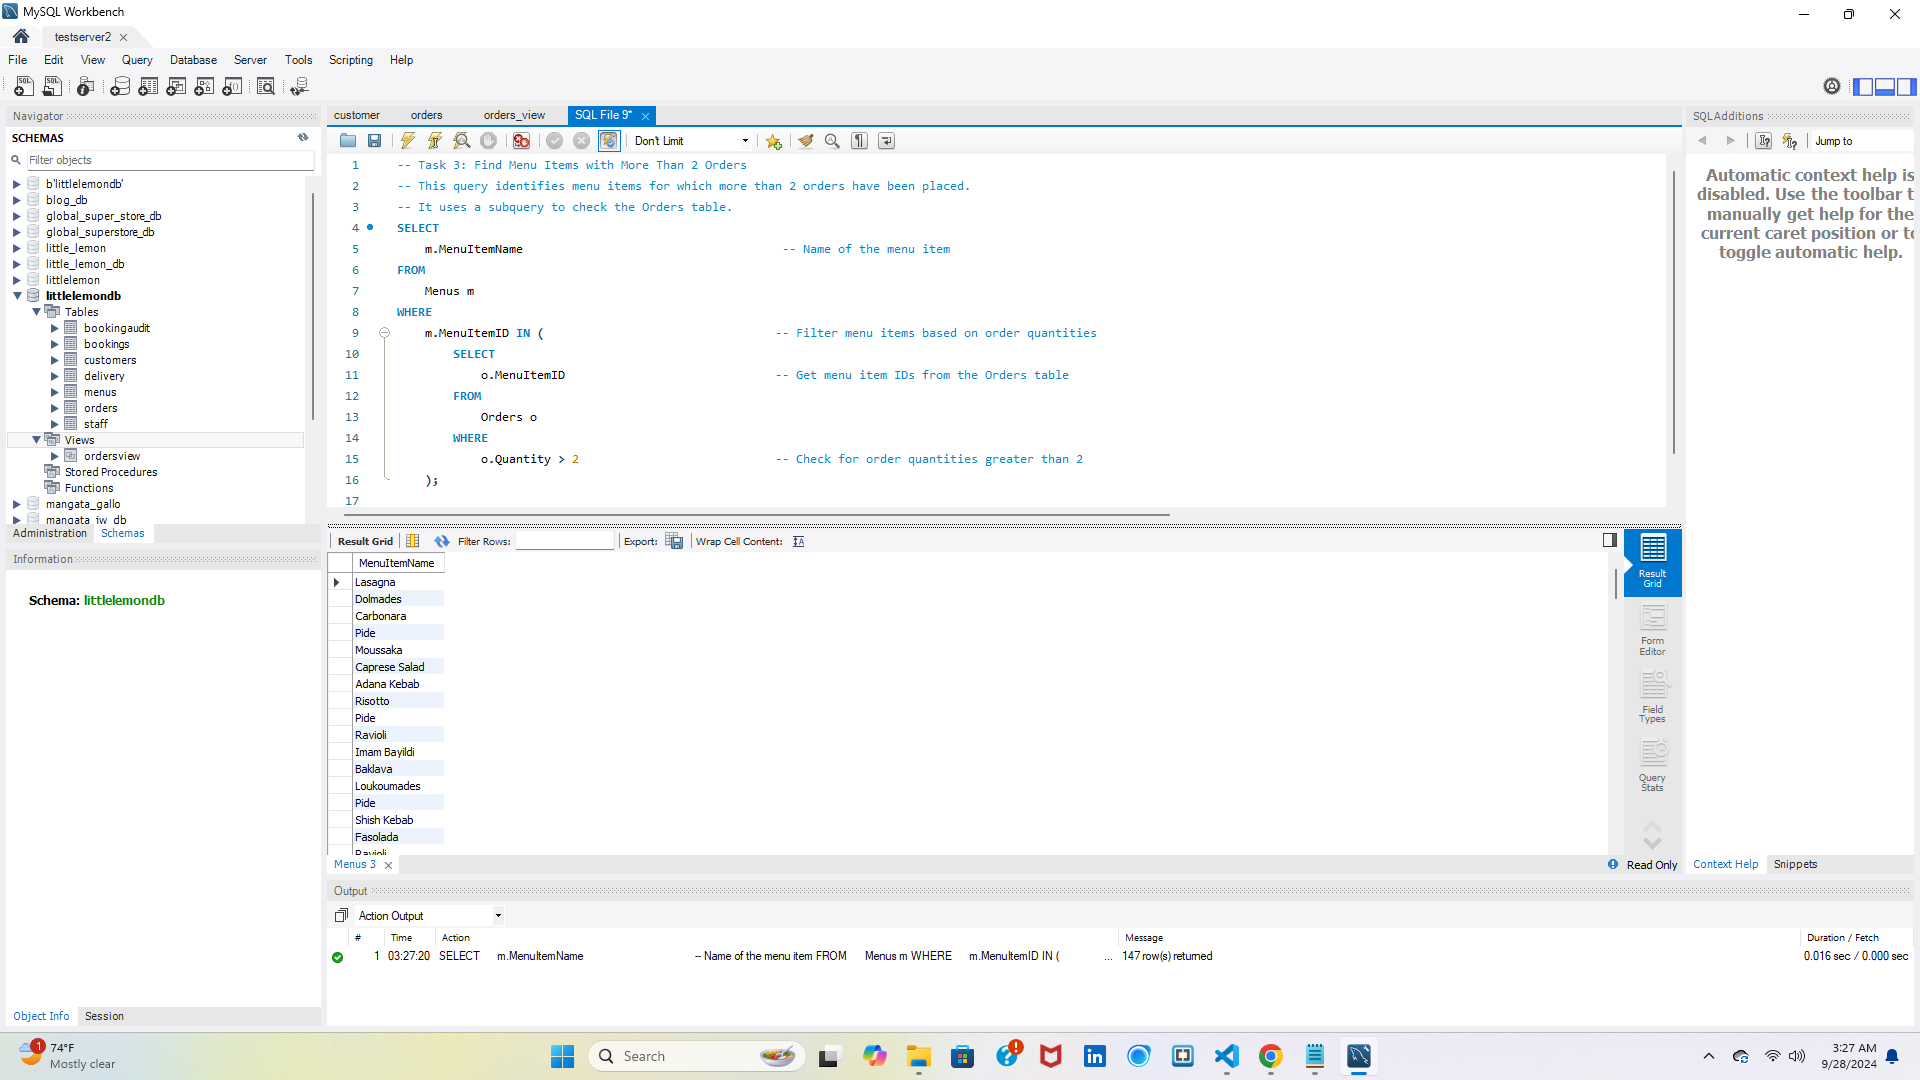 MySQL Workbench
testserver2
File Edit View Query Database Server Tools Scripting Help
Navigator
SCHEMAS
Filter objects
b'littlelemondb'
blog_db
global_super_store_db
global_superstore_db
little_lemon
little_lemon_db
littlelemon
littlelemondb
Tables
bookingaudit
bookings
customers
delivery
menus
orders
staff
Views
ordersview
Stored Procedures
Functions
mangata_gallo
mangata_jw_db
Administration Schemas
Information
Schema: littlelemondb
Object Info Session
customer orders orders_view SQL File 9*
Don't Limit
1 -- Task 3: Find Menu Items with More Than 2 Orders
2 -- This query identifies menu items for which more than 2 orders have been placed.
3 -- It uses a subquery to check the Orders table.
4 SELECT
5 m.MenuItemName -- Name of the menu item
6 FROM
7 Menus m
8 WHERE
9 m.MenuItemID IN ( -- Filter menu items based on order quantities
10 SELECT
11 o.MenuItemID -- Get menu item IDs from the Orders table
12 FROM
13 Orders o
14 WHERE
15 o.Quantity > 2 -- Check for order quantities greater than 2
16 );
17
Result Grid Filter Rows: Export: Wrap Cell Content:
MenuItemName
Lasagna
Dolmades
Carbonara
Pide
Moussaka
Caprese Salad
Adana Kebab
Risotto
Pide
Ravioli
Imam Bayildi
Baklava
Loukoumades
Pide
Shish Kebab
Fasolada
Ravioli
Result
Grid
Form
Editor
Field
Types
Query
Stats
Menus 3
Read Only
SQLAdditions
Jump to
Automatic context help is
disabled. Use the toolbar t
manually get help for the
current caret position or to
toggle automatic help.
Context Help Snippets
Output
Action Output
# Time Action Message Duration / Fetch
1 03:27:20 SELECT m.MenuItemName -- Name of the menu item FROM Menus m WHERE m.MenuItemID IN ( ... 147 row(s) returned 0.016 sec / 0.000 sec
1
74°F
Mostly clear
Search
3:27 AM
9/28/2024